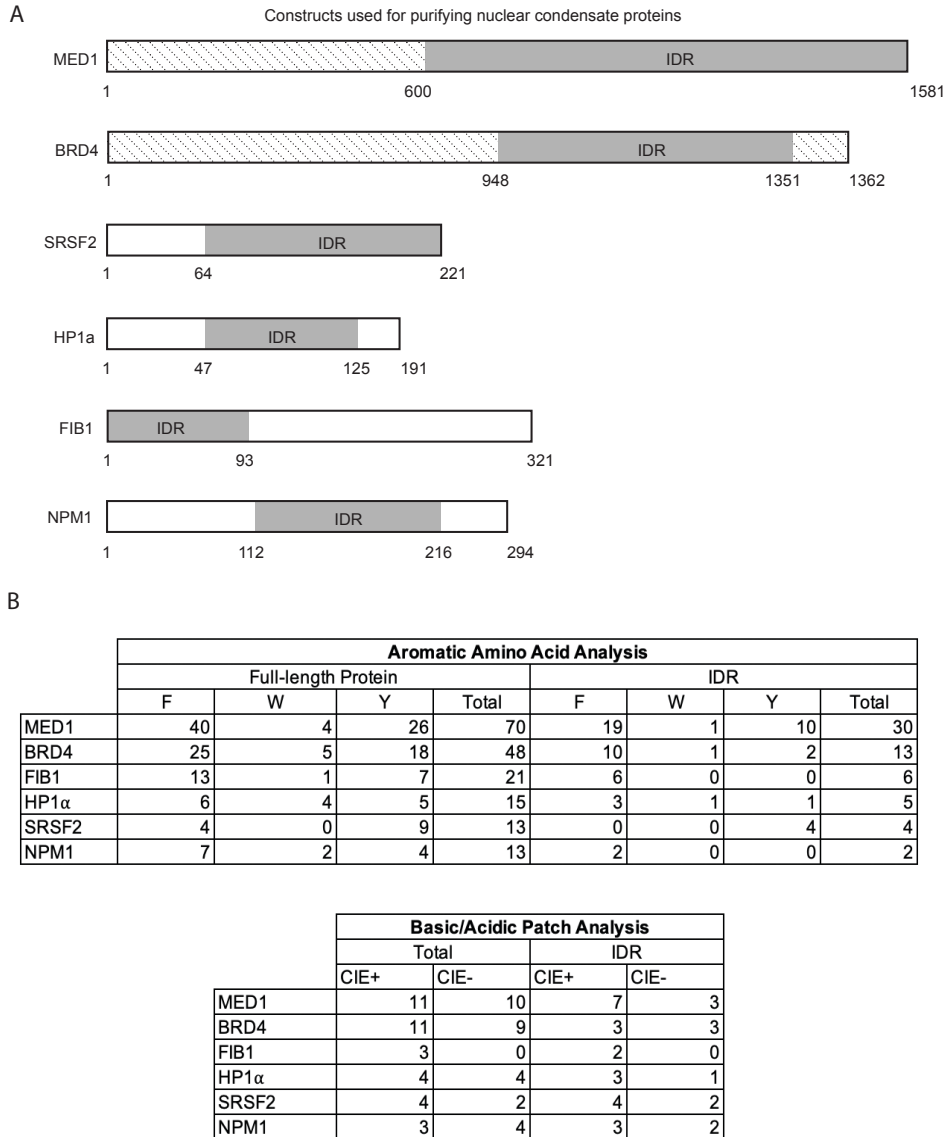 A
Constructs used for purifying nuclear condensate proteins
MED1
IDR
1 600 1581
BRD4
IDR
1 948 1351 1362
SRSF2
IDR
1 64 221
HP1a
IDR
1 47 125 191
FIB1
IDR
1 93 321
NPM1
IDR
1 112 216 294
B
Aromatic Amino Acid Analysis
Full-length Protein IDR
F W Y Total F W Y Total
MED1 40 4 26 70 19 1 10 30
BRD4 25 5 18 48 10 1 2 13
FIB1 13 1 7 21 6 0 0 6
HP1α 6 4 5 15 3 1 1 5
SRSF2 4 0 9 13 0 0 4 4
NPM1 7 2 4 13 2 0 0 2
Basic/Acidic Patch Analysis
Total IDR
CIE+ CIE- CIE+ CIE-
MED1 11 10 7 3
BRD4 11 9 3 3
FIB1 3 0 2 0
HP1α 4 4 3 1
SRSF2 4 2 4 2
NPM1 3 4 3 2